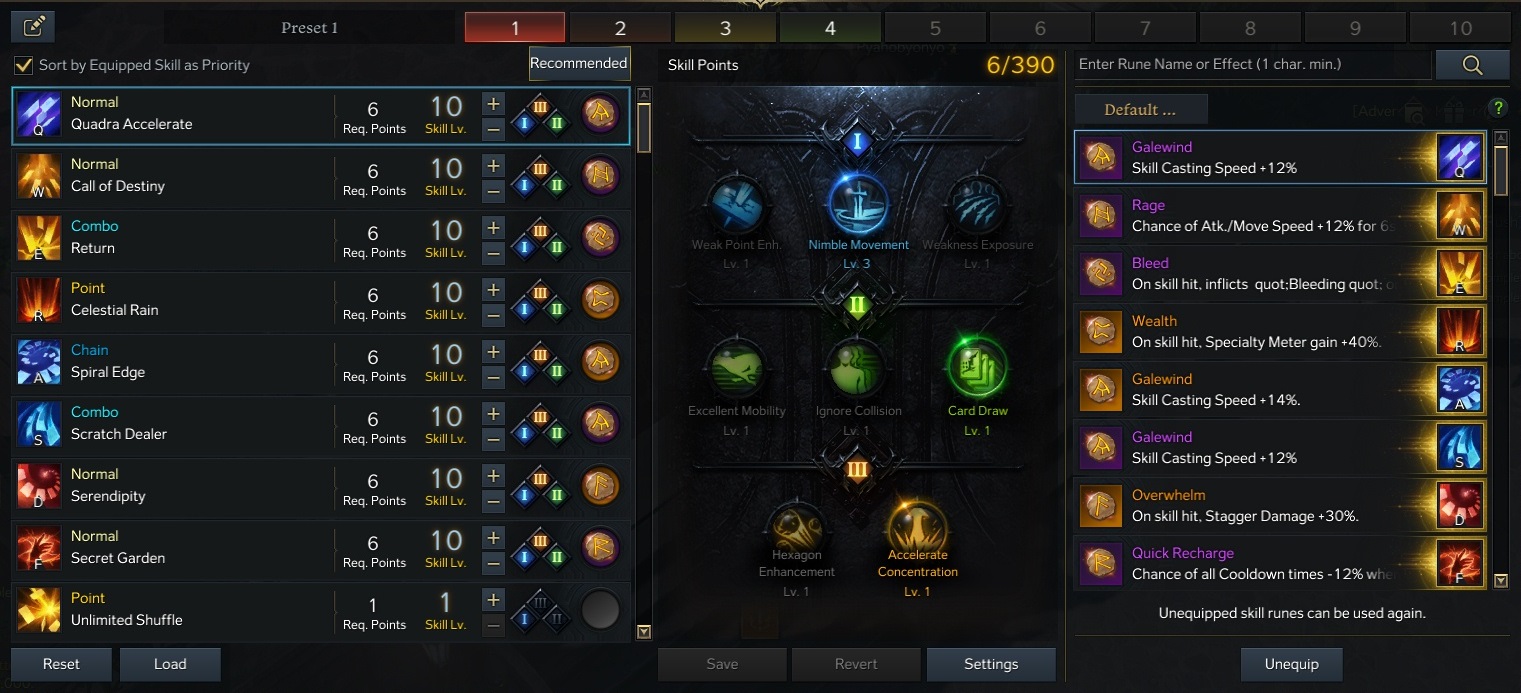 Preset 1
1 2 3 4 5 6 7 8 9 10
Sort by Equipped Skill as Priority
Recommended
Normal
Quadra Accelerate
Q
6
Req. Points
10
Skill Lv.
+
−
III
I II
Normal
Call of Destiny
W
6
Req. Points
10
Skill Lv.
+
−
III
I II
Combo
Return
E
6
Req. Points
10
Skill Lv.
+
−
III
I II
Point
Celestial Rain
R
6
Req. Points
10
Skill Lv.
+
−
III
I II
Chain
Spiral Edge
A
6
Req. Points
10
Skill Lv.
+
−
III
I II
Combo
Scratch Dealer
S
6
Req. Points
10
Skill Lv.
+
−
III
I II
Normal
Serendipity
D
6
Req. Points
10
Skill Lv.
+
−
III
I II
Normal
Secret Garden
F
6
Req. Points
10
Skill Lv.
+
−
III
I II
Point
Unlimited Shuffle
1
Req. Points
1
Skill Lv.
+
−
III
I II
Reset
Load
Skill Points
6/390
I
Weak Point Enh.
Lv. 1
Nimble Movement
Lv. 3
Weakness Exposure
Lv. 1
II
Excellent Mobility
Lv. 1
Ignore Collision
Lv. 1
Card Draw
Lv. 1
III
Hexagon
Enhancement
Lv. 1
Accelerate
Concentration
Lv. 1
Save
Revert
Settings
Enter Rune Name or Effect (1 char. min.)
Default ...
[Adver
?
Galewind
Skill Casting Speed +12%
Q
Rage
Chance of Atk./Move Speed +12% for 6s
W
Bleed
On skill hit, inflicts quot;Bleeding quot; o
E
Wealth
On skill hit, Specialty Meter gain +40%.
R
Galewind
Skill Casting Speed +14%.
A
Galewind
Skill Casting Speed +12%
S
Overwhelm
On skill hit, Stagger Damage +30%.
D
Quick Recharge
Chance of all Cooldown times -12% whe
F
Unequipped skill runes can be used again.
Unequip